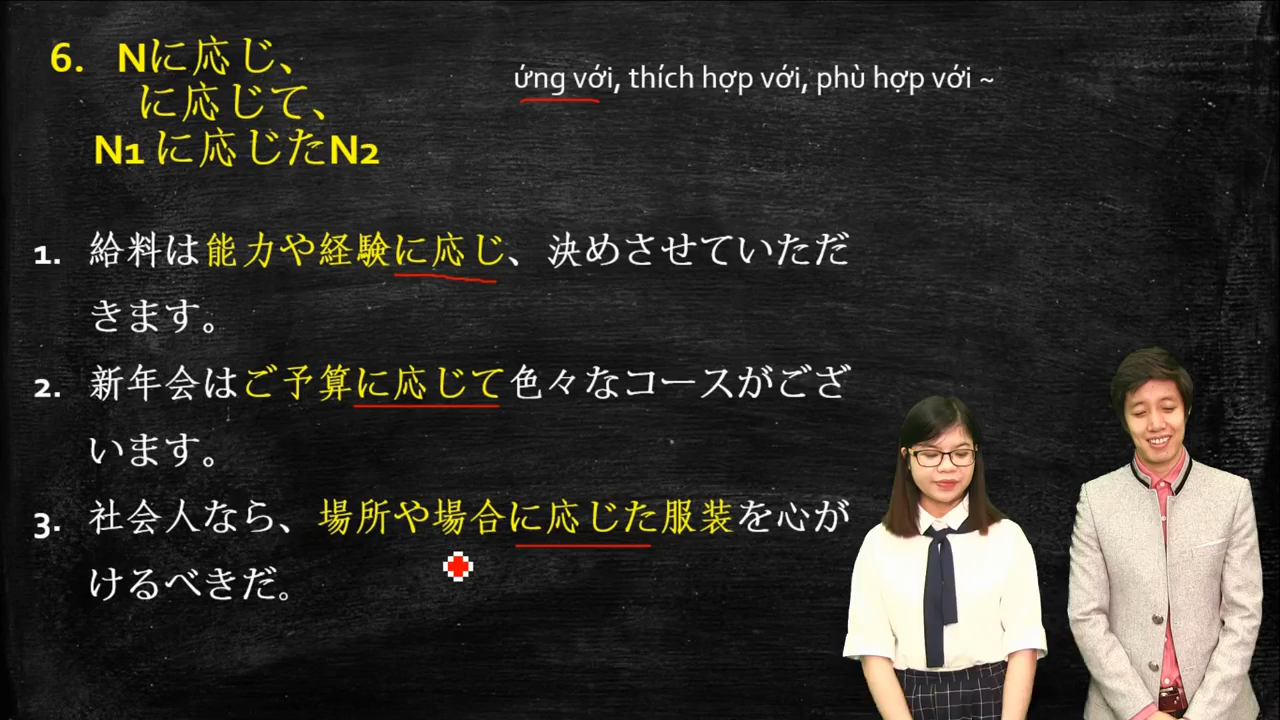 6. Nに応じ、
に応じて、
N1 に応じたN2
ứng với, thích hợp với, phù hợp với ~
1. 給料は能力や経験に応じ、決めさせていただ
きます。
2. 新年会はご予算に応じて色々なコースがござ
います。
3. 社会人なら、場所や場合に応じた服装を心が
けるべきだ。